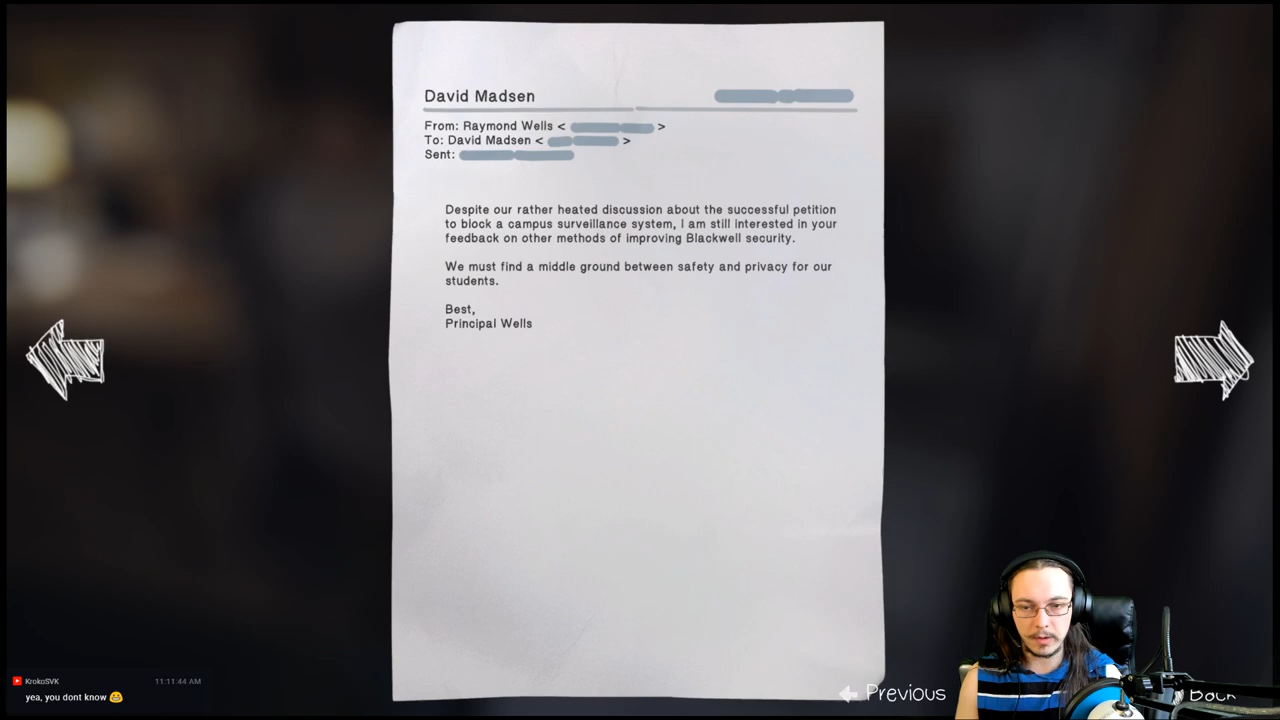 David Madsen
From: Raymond Wells < >
To: David Madsen < >
Sent:
Despite our rather heated discussion about the successful petition
to block a campus surveillance system, I am still interested in your
feedback on other methods of improving Blackwell security.
We must find a middle ground between safety and privacy for our
students.
Best,
Principal Wells
KrokoSVK 11:11:44 AM
yea, you dont know 😄
Previous
Back